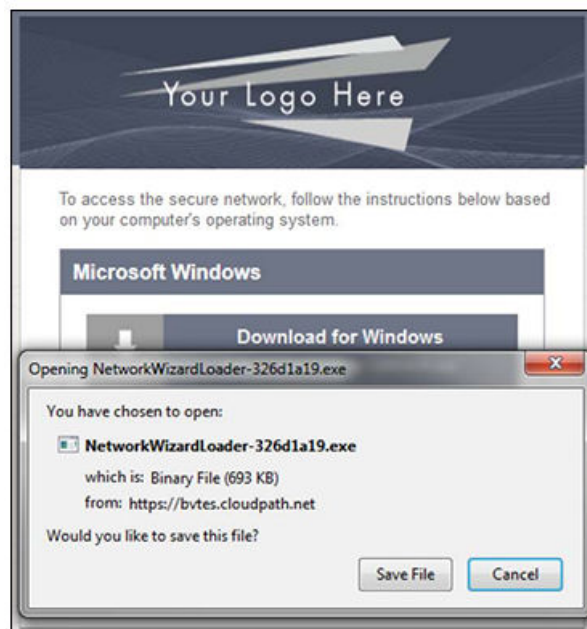 Your Logo Here
To access the secure network, follow the instructions below based
on your computer's operating system.
Microsoft Windows
Download for Windows
Opening NetworkWizardLoader-326d1a19.exe
You have chosen to open:
NetworkWizardLoader-326d1a19.exe
which is: Binary File (693 KB)
from: https://bvtes.cloudpath.net
Would you like to save this file?
Save File
Cancel